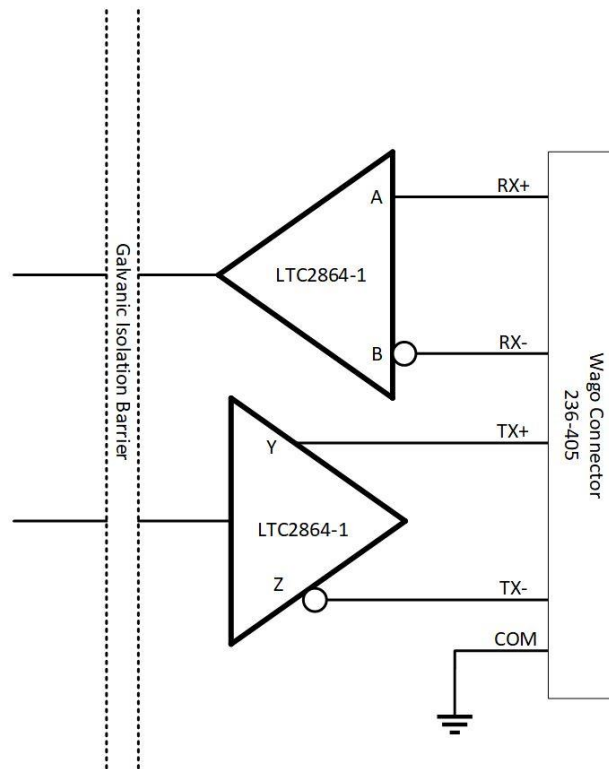 A
RX+
LTC2864-1
B
RX-
Galvanic Isolation Barrier
Wago Connector
236-405
Y
TX+
LTC2864-1
Z
TX-
COM